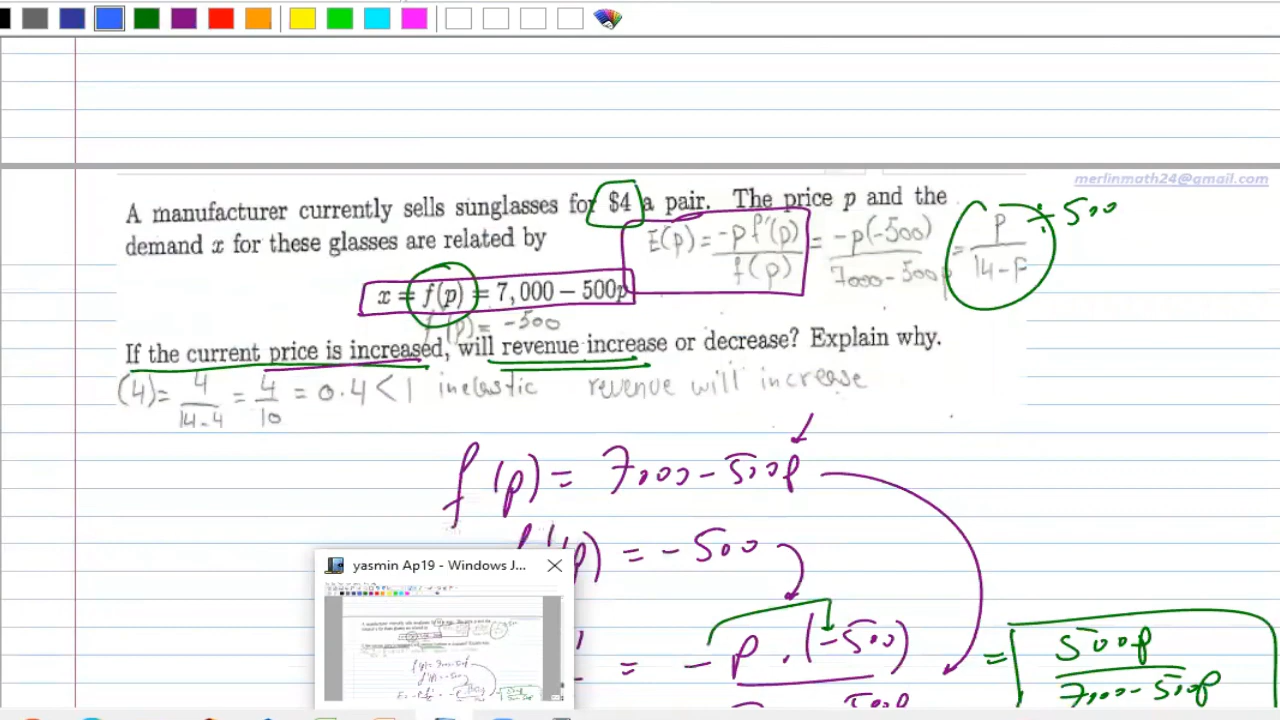 merlinmath24@gmail.com
A manufacturer currently sells sunglasses for $4 a pair. The price p and the
demand x for these glasses are related by
E(p) = -p f'(p) / f(p) = -p(-500) / 7000 - 500p = p / 14-p ÷ 500
x = f(p) = 7,000 − 500p
f'(p) = -500
If the current price is increased, will revenue increase or decrease? Explain why.
(4) = 4 / 14-4 = 4 / 10 = 0.4 < 1 inelastic revenue will increase
f(p) = 7000 - 500p
f'(p) = -500
yasmin Ap19 - Windows J...
= -p . (-500) = 500p / 7000 - 500p